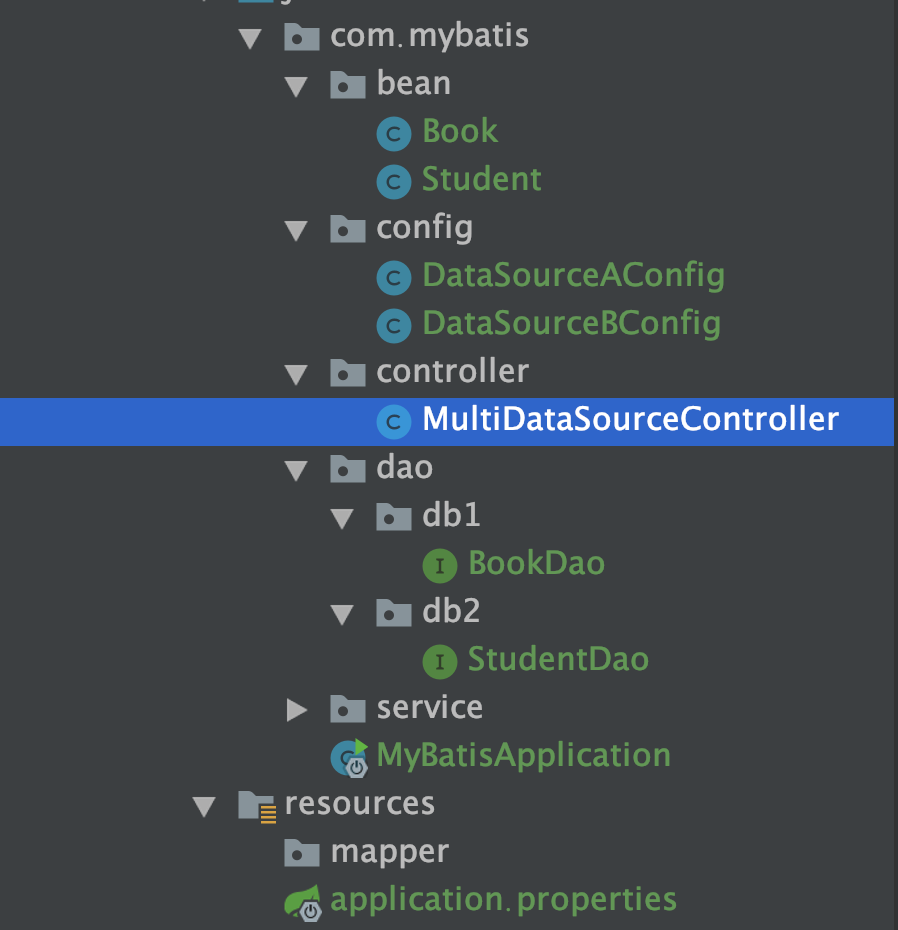 com.mybatis
bean
Book
Student
config
DataSourceAConfig
DataSourceBConfig
controller
MultiDataSourceController
dao
db1
BookDao
db2
StudentDao
service
MyBatisApplication
resources
mapper
application.properties